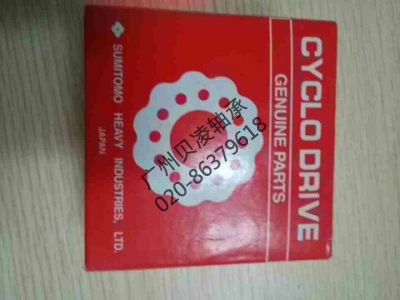 CYCLO DRIVE
GENUINE PARTS
广州贝凌轴承
020-86379618
SUMITOMO HEAVY INDUSTRIES, LTD.
JAPAN